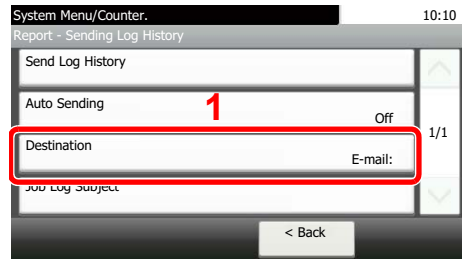 System Menu/Counter. 10:10
Report - Sending Log History
Send Log History
Auto Sending
1
Off
1/1
Destination
E-mail:
Job Log Subject
< Back